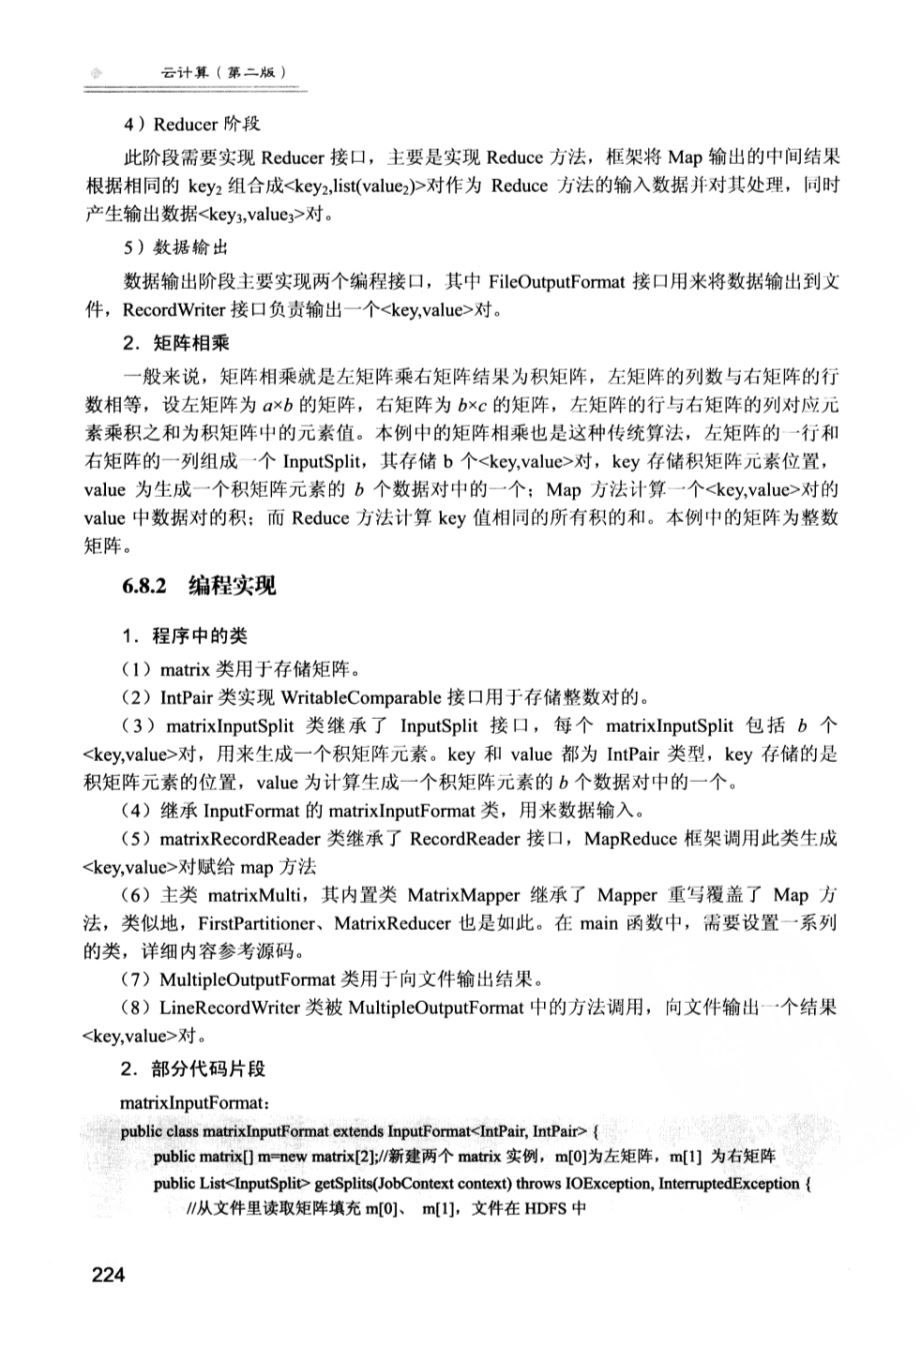 云计算（第二版）
4）Reducer 阶段
此阶段需要实现 Reducer 接口，主要是实现 Reduce 方法，框架将 Map 输出的中间结果
根据相同的 key₂ 组合成<key₂,list(value₂)>对作为 Reduce 方法的输入数据并对其处理，同时
产生输出数据<key₃,value₃>对。
5）数据输出
数据输出阶段主要实现两个编程接口，其中 FileOutputFormat 接口用来将数据输出到文
件，RecordWriter 接口负责输出一个<key,value>对。
2．矩阵相乘
一般来说，矩阵相乘就是左矩阵乘右矩阵结果为积矩阵，左矩阵的列数与右矩阵的行
数相等，设左矩阵为 a×b 的矩阵，右矩阵为 b×c 的矩阵，左矩阵的行与右矩阵的列对应元
素乘积之和为积矩阵中的元素值。本例中的矩阵相乘也是这种传统算法，左矩阵的一行和
右矩阵的一列组成一个 InputSplit，其存储 b 个<key,value>对，key 存储积矩阵元素位置，
value 为生成一个积矩阵元素的 b 个数据对中的一个；Map 方法计算一个<key,value>对的
value 中数据对的积；而 Reduce 方法计算 key 值相同的所有积的和。本例中的矩阵为整数
矩阵。
6.8.2 编程实现
1．程序中的类
（1）matrix 类用于存储矩阵。
（2）IntPair 类实现 WritableComparable 接口用于存储整数对的。
（3）matrixInputSplit 类继承了 InputSplit 接口，每个 matrixInputSplit 包括 b 个
<key,value>对，用来生成一个积矩阵元素。key 和 value 都为 IntPair 类型，key 存储的是
积矩阵元素的位置，value 为计算生成一个积矩阵元素的 b 个数据对中的一个。
（4）继承 InputFormat 的 matrixInputFormat 类，用来数据输入。
（5）matrixRecordReader 类继承了 RecordReader 接口，MapReduce 框架调用此类生成
<key,value>对赋给 map 方法
（6）主类 matrixMulti，其内置类 MatrixMapper 继承了 Mapper 重写覆盖了 Map 方
法，类似地，FirstPartitioner、MatrixReducer 也是如此。在 main 函数中，需要设置一系列
的类，详细内容参考源码。
（7）MultipleOutputFormat 类用于向文件输出结果。
（8）LineRecordWriter 类被 MultipleOutputFormat 中的方法调用，向文件输出一个结果
<key,value>对。
2．部分代码片段
matrixInputFormat：
public class matrixInputFormat extends InputFormat<IntPair, IntPair> {
public matrix[] m=new matrix[2];//新建两个 matrix 实例，m[0]为左矩阵，m[1] 为右矩阵
public List<InputSplit> getSplits(JobContext context) throws IOException, InterruptedException {
//从文件里读取矩阵填充 m[0]、 m[1]，文件在 HDFS 中
224